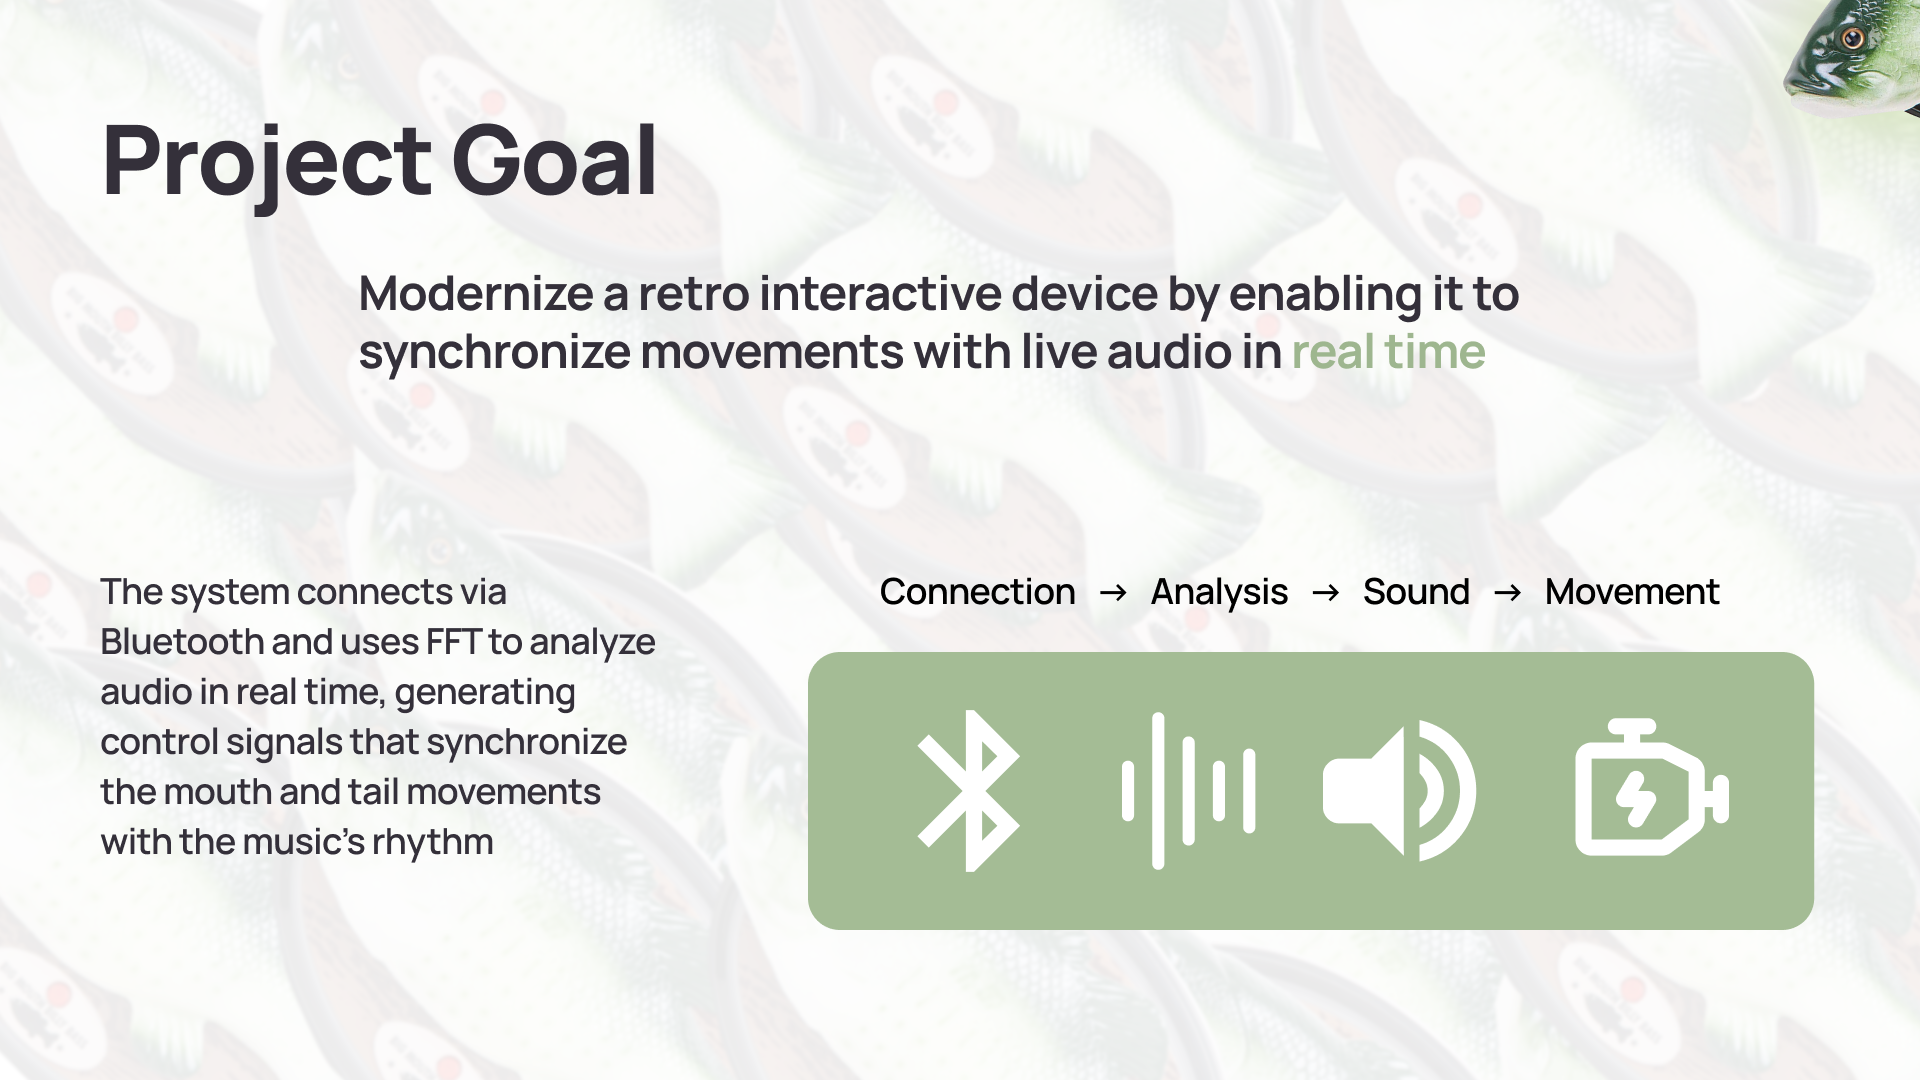 Project Goal
Modernize a retro interactive device by enabling it to
synchronize movements with live audio in real time
The system connects via
Bluetooth and uses FFT to analyze
audio in real time, generating
control signals that synchronize
the mouth and tail movements
with the music’s rhythm
Connection → Analysis → Sound → Movement